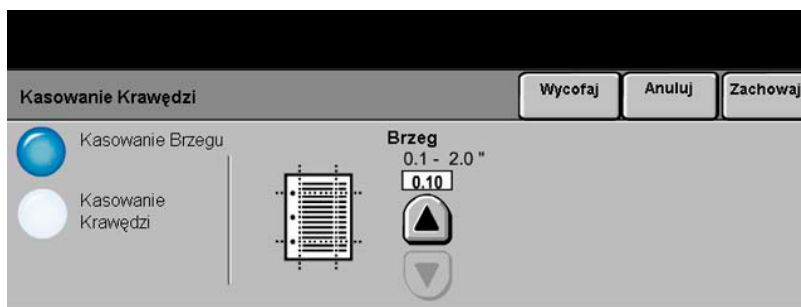 Kasowanie Krawędzi
Wycofaj
Anuluj
Zachowaj
Kasowanie Brzegu
Kasowanie
Krawędzi
Brzeg
0.1 - 2.0 "
0.10